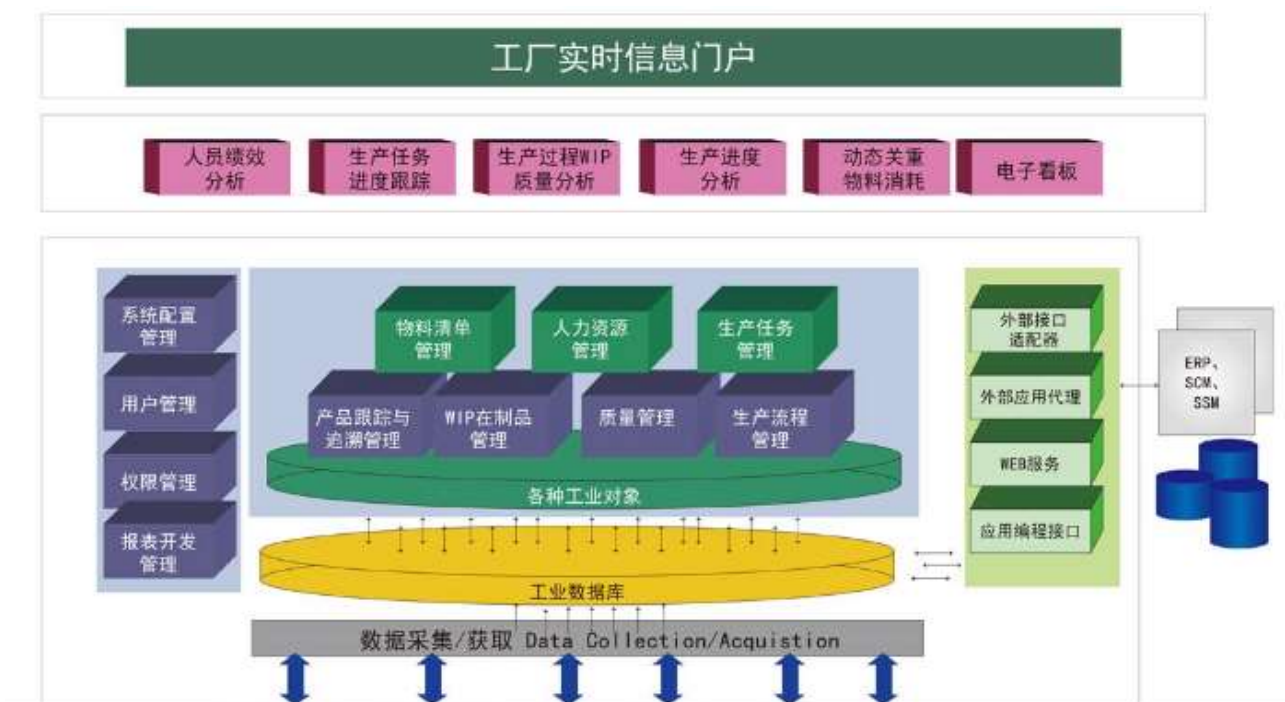 工厂实时信息门户
人员绩效
分析
生产任务
进度跟踪
生产过程WIP
质量分析
生产进度
分析
动态关重
物料消耗
电子看板
系统配置
管理
用户管理
权限管理
报表开发
管理
物料清单
管理
人力资源
管理
生产任务
管理
产品跟踪与
追溯管理
WIP在制品
管理
质量管理
生产流程
管理
各种工业对象
工业数据库
数据采集/获取 Data Collection/Acquistion
外部接口
适配器
外部应用代理
WEB服务
应用编程接口
ERP、
SCM、
SSM